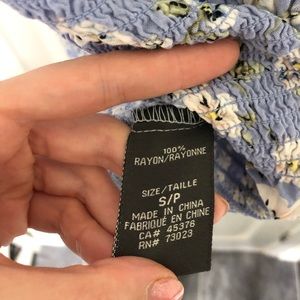 100%
RAYON/RAYONNE
SIZE/TAILLE
S/P
MADE IN CHINA
FABRIQUÉ EN CHINE
CA# 45376
RN# 73023